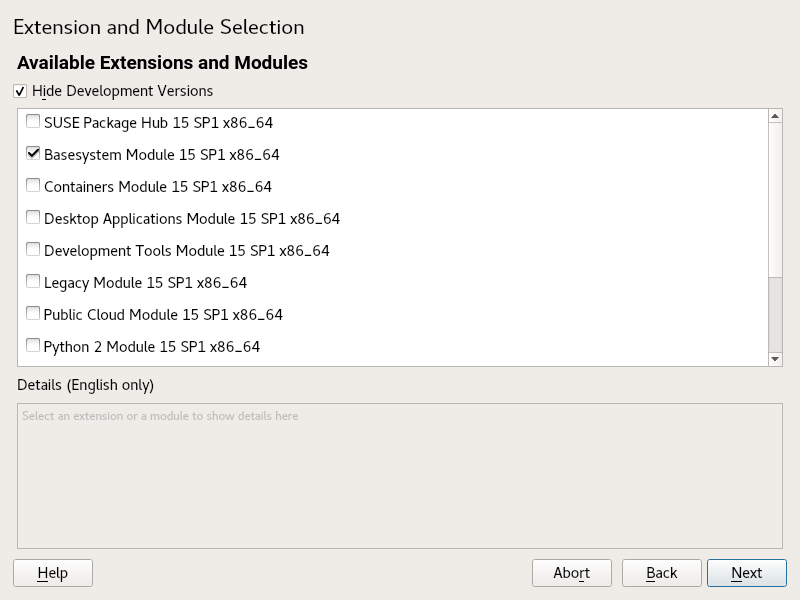 Extension and Module Selection
Available Extensions and Modules
Hide Development Versions
SUSE Package Hub 15 SP1 x86_64
Basesystem Module 15 SP1 x86_64
Containers Module 15 SP1 x86_64
Desktop Applications Module 15 SP1 x86_64
Development Tools Module 15 SP1 x86_64
Legacy Module 15 SP1 x86_64
Public Cloud Module 15 SP1 x86_64
Python 2 Module 15 SP1 x86_64
Details (English only)
Select an extension or a module to show details here
Help Abort Back Next